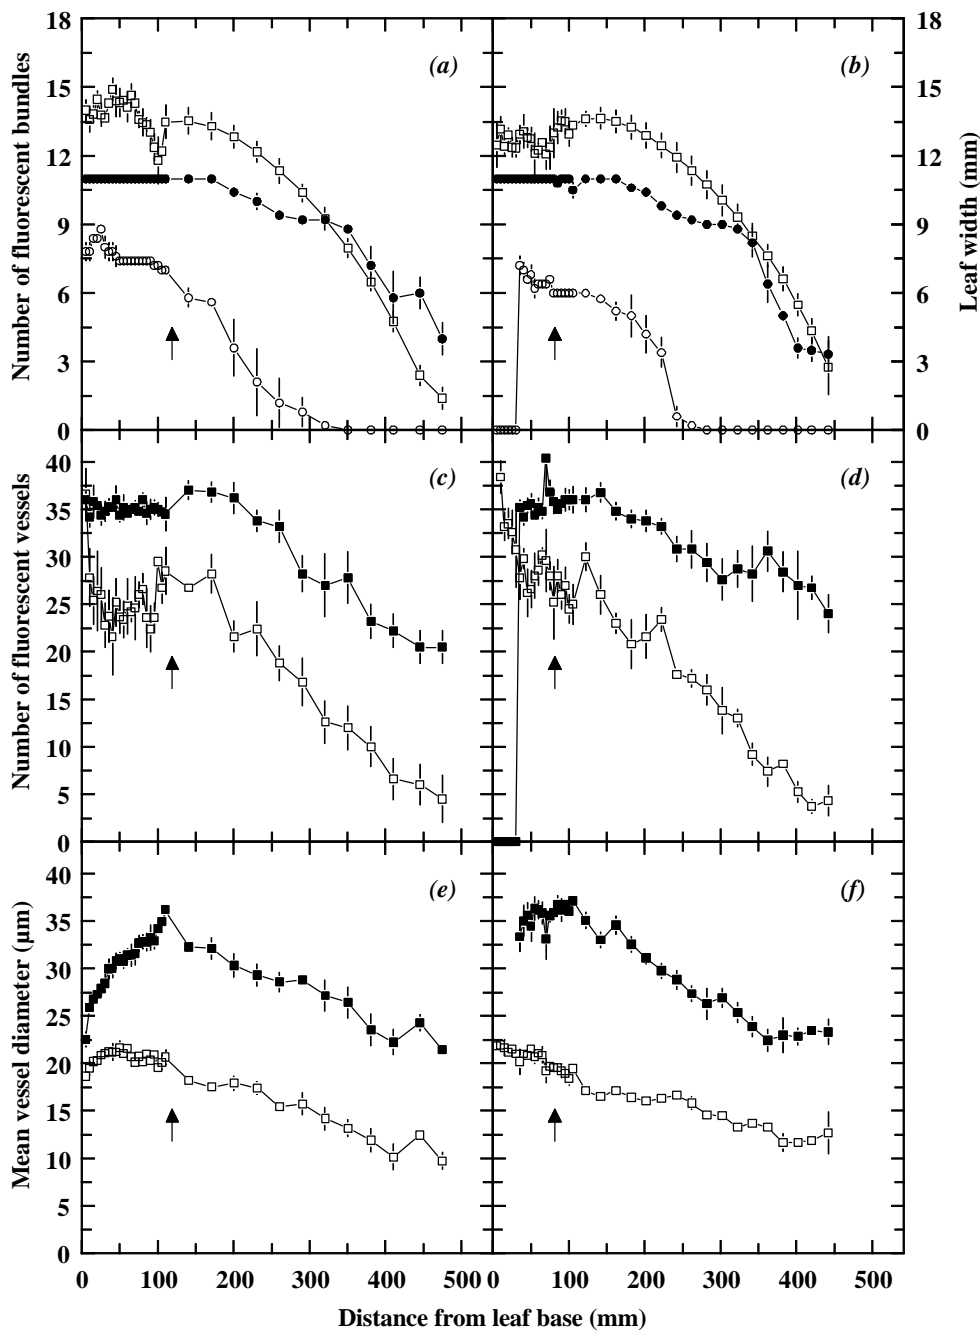 18
15
12
9
6
3
0
Number of fluorescent bundles
(a)
(b)
18
15
12
9
6
3
0
Leaf width (mm)
40
35
30
25
20
15
10
5
0
Number of fluorescent vessels
(c)
(d)
40
35
30
25
20
15
10
5
0
Mean vessel diameter (µm)
(e)
(f)
0 100 200 300 400 500
0 100 200 300 400 500
Distance from leaf base (mm)